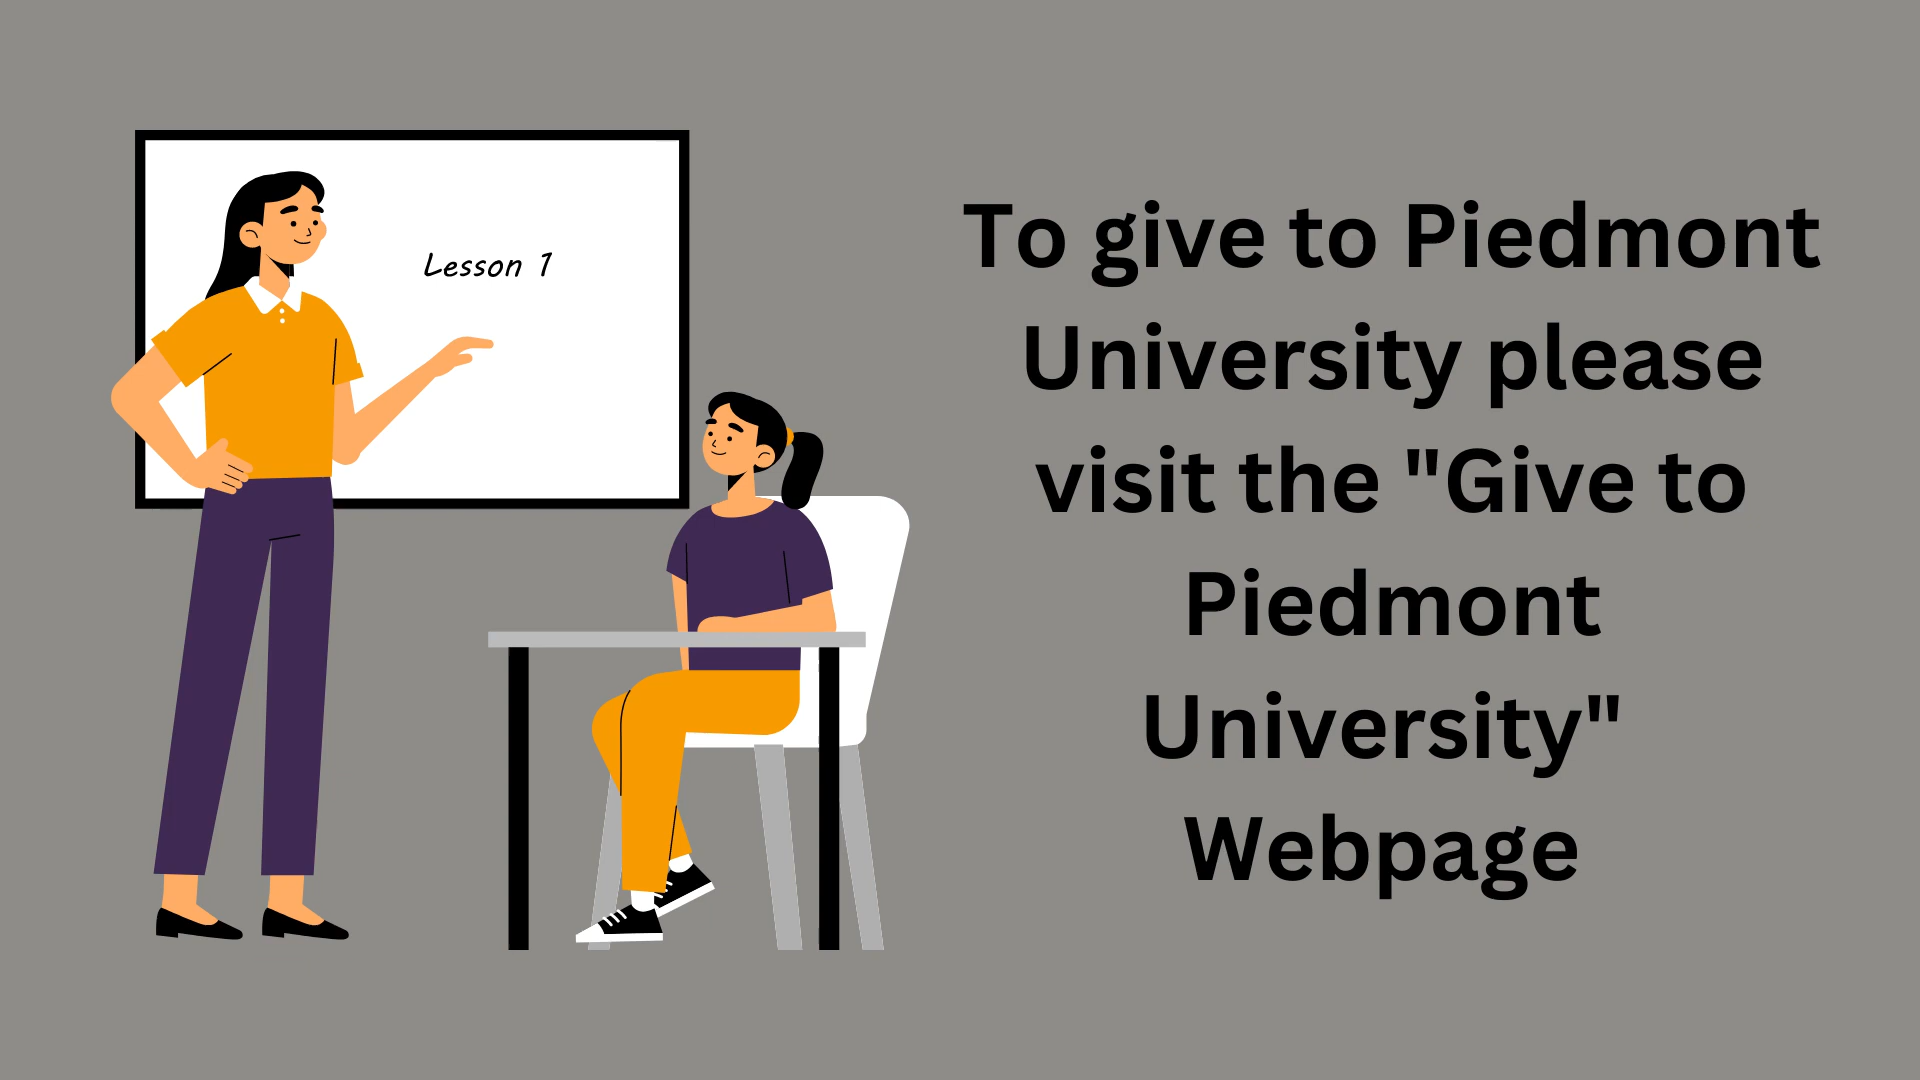 Lesson 1
To give to Piedmont
University please
visit the "Give to
Piedmont
University"
Webpage